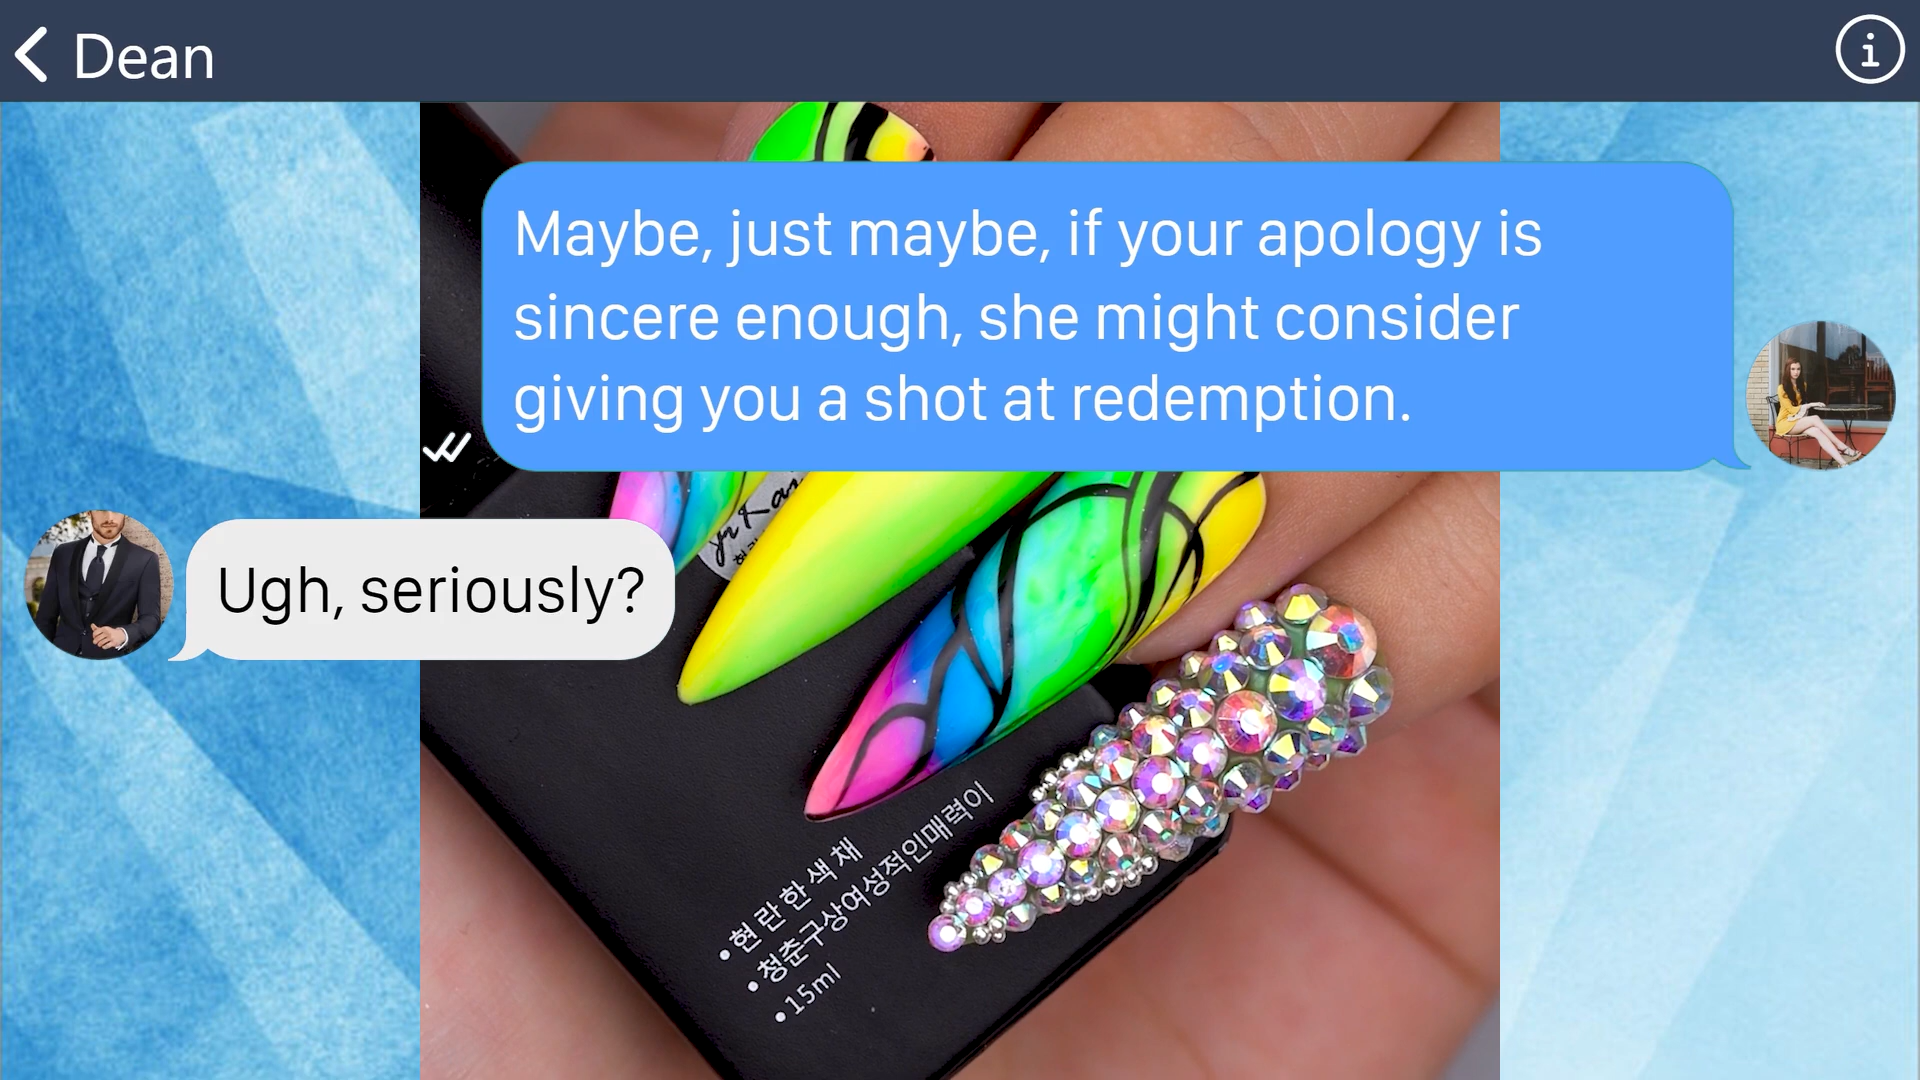 Dean
Maybe, just maybe, if your apology is
sincere enough, she might consider
giving you a shot at redemption.
Ugh, seriously?
• 현란한색채
• 청춘구상여성적인매력이
• 15ml